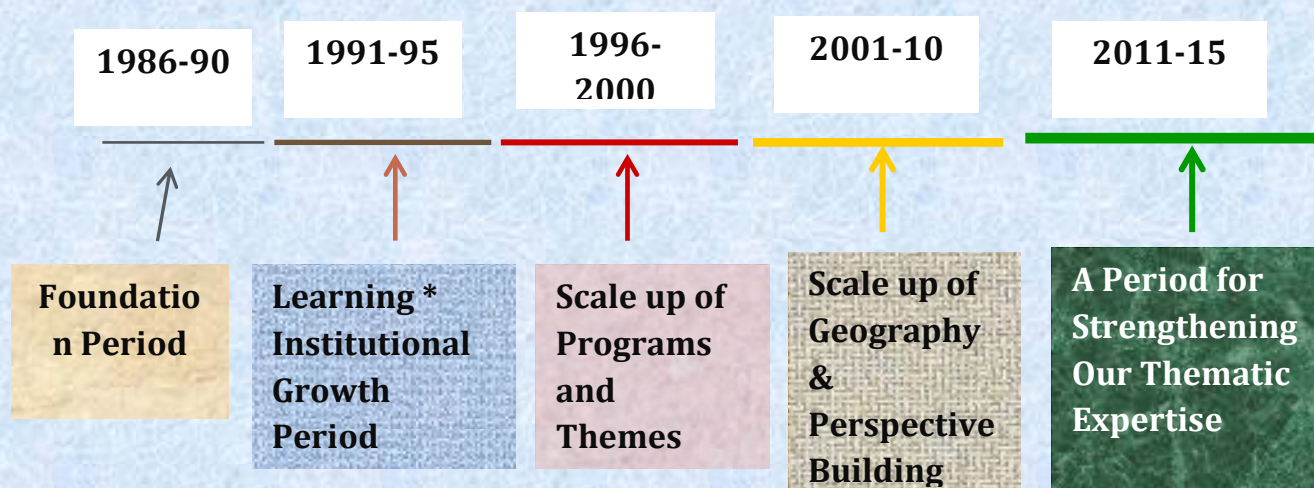 1986-90
1991-95
1996-
2000
2001-10
2011-15
Foundatio
n Period
Learning *
Institutional
Growth
Period
Scale up of
Programs
and
Themes
Scale up of
Geography
&
Perspective
Building
A Period for
Strengthening
Our Thematic
Expertise